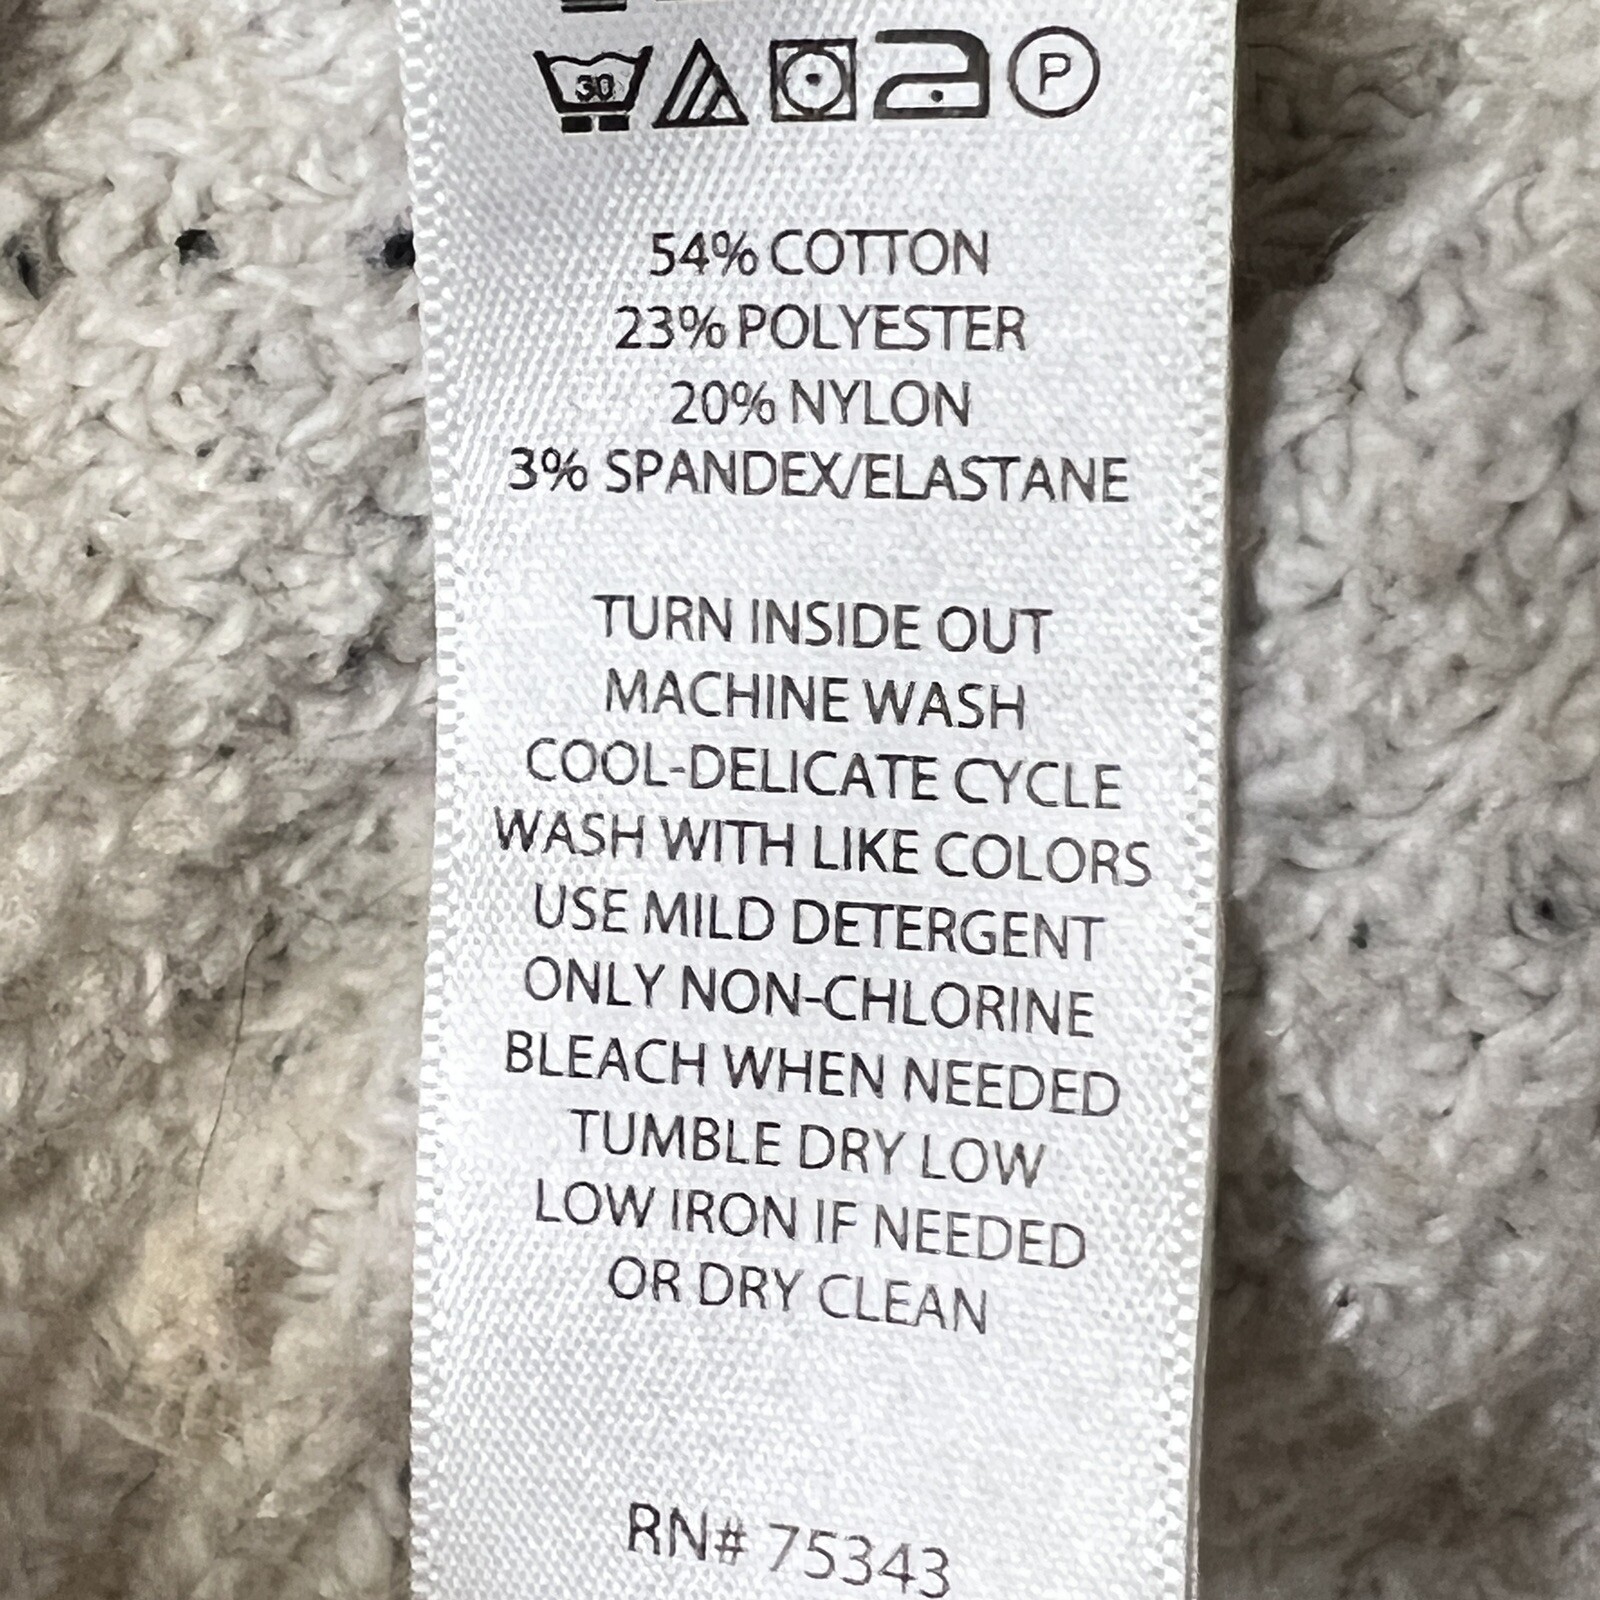 30 P
54% COTTON
23% POLYESTER
20% NYLON
3% SPANDEX/ELASTANE
TURN INSIDE OUT
MACHINE WASH
COOL-DELICATE CYCLE
WASH WITH LIKE COLORS
USE MILD DETERGENT
ONLY NON-CHLORINE
BLEACH WHEN NEEDED
TUMBLE DRY LOW
LOW IRON IF NEEDED
OR DRY CLEAN
RN# 75343